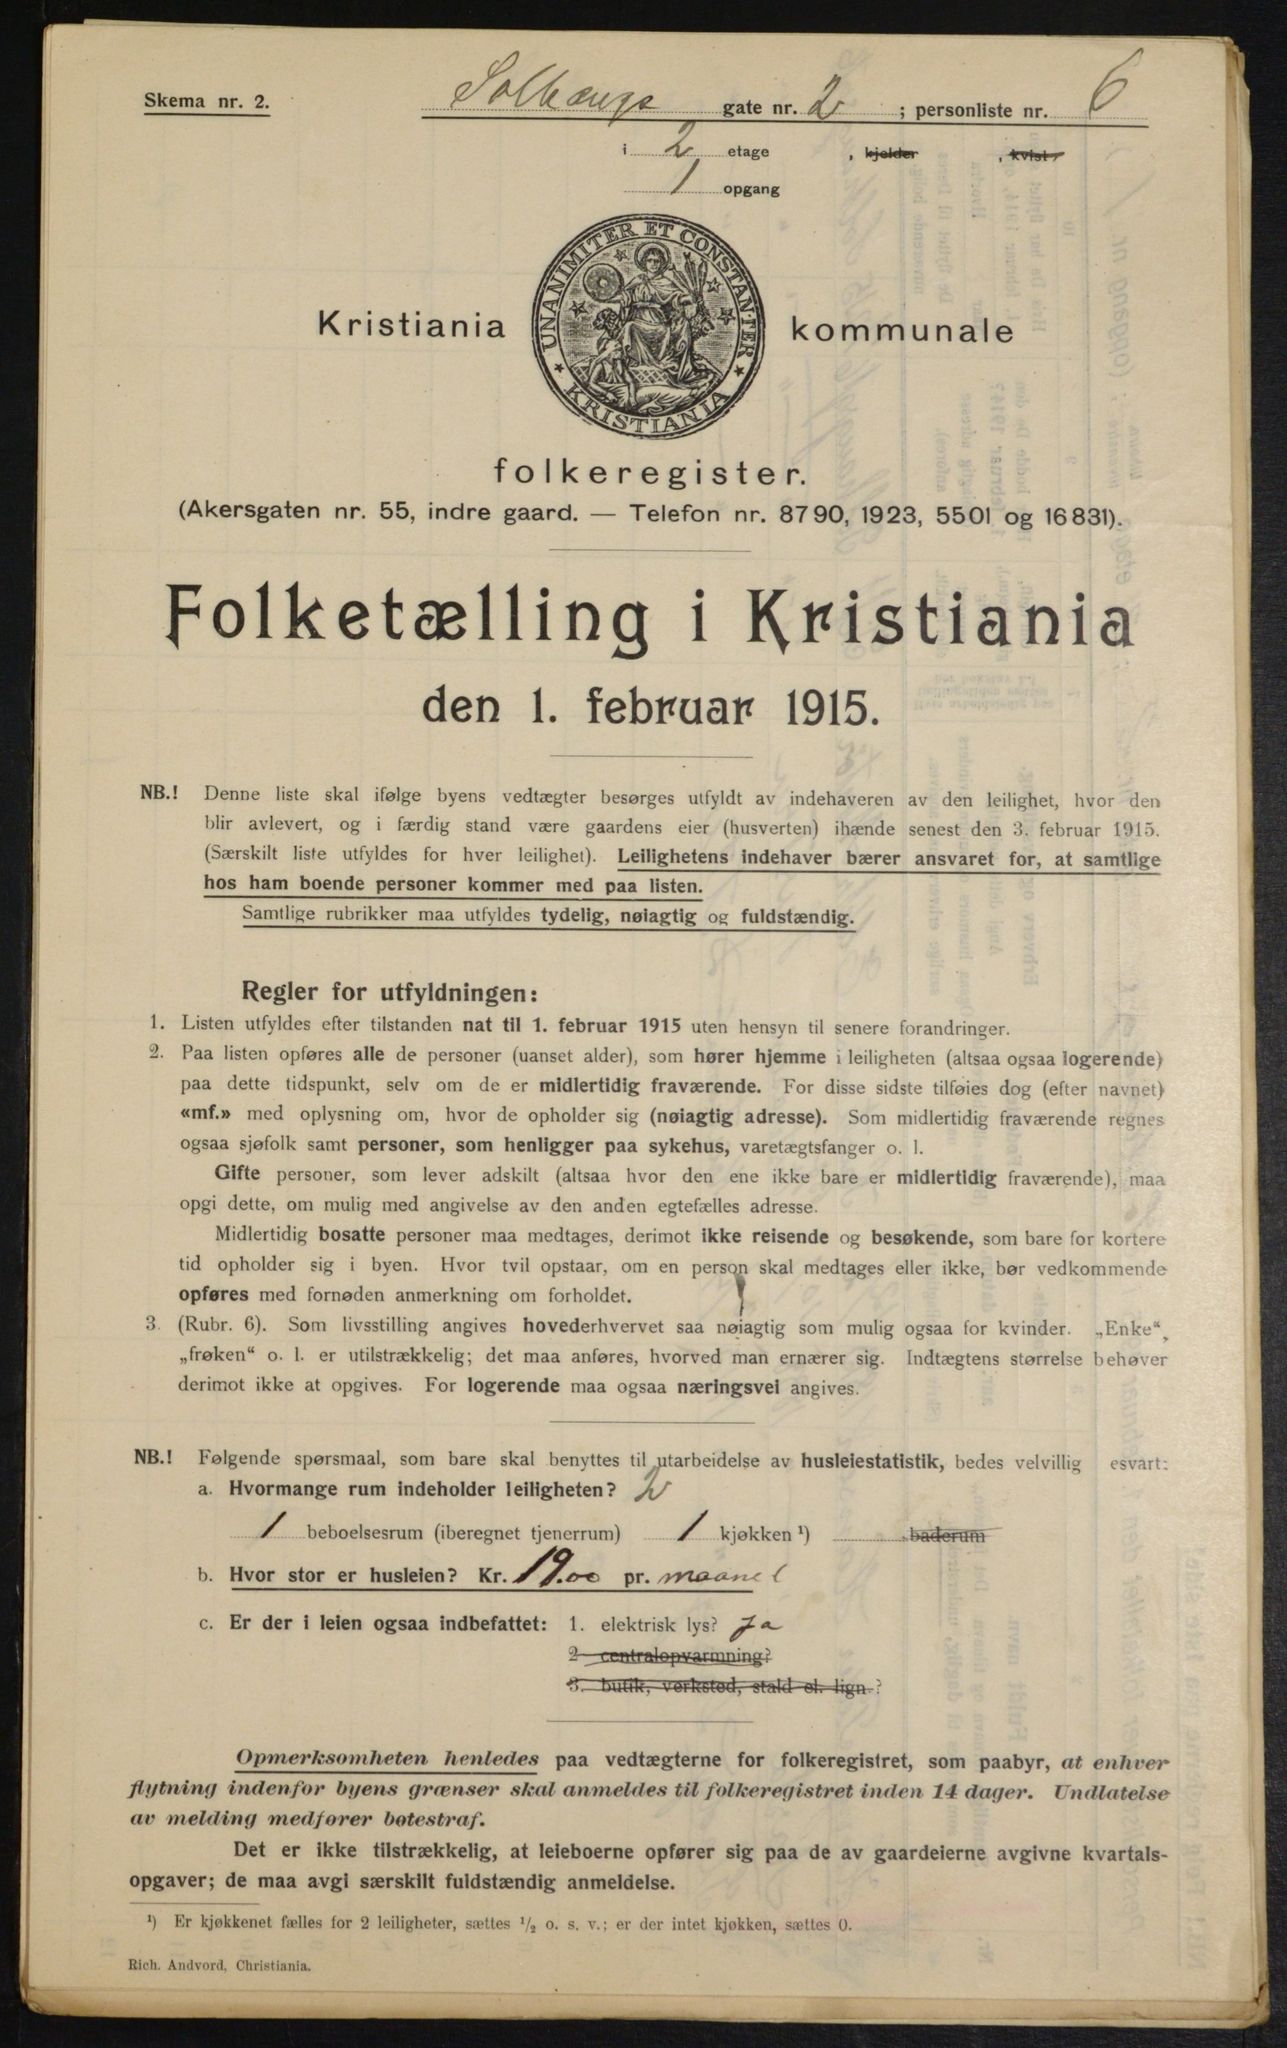 Skema nr. 2.
Solhaugs gate nr. 2 ; personliste nr. 6
i 2 etage , kjelder , kvist,
1 opgang
UNANIMITER ET CONSTANTER
KRISTIANIA
Kristiania kommunale
folkeregister.
(Akersgaten nr. 55, indre gaard. — Telefon nr. 8790, 1923, 5501 og 16831).
Folketælling i Kristiania
den 1. februar 1915.
NB.! Denne liste skal ifølge byens vedtægter besørges utfyldt av indehaveren av den leilighet, hvor den
blir avlevert, og i færdig stand være gaardens eier (husverten) ihænde senest den 3. februar 1915.
(Særskilt liste utfyldes for hver leilighet). Leilighetens indehaver bærer ansvaret for, at samtlige
hos ham boende personer kommer med paa listen.
Samtlige rubrikker maa utfyldes tydelig, nøiagtig og fuldstændig.
Regler for utfyldningen:
1. Listen utfyldes efter tilstanden nat til 1. februar 1915 uten hensyn til senere forandringer.
2. Paa listen opføres alle de personer (uanset alder), som hører hjemme i leiligheten (altsaa ogsaa logerende)
paa dette tidspunkt, selv om de er midlertidig fraværende. For disse sidste tilføies dog (efter navnet)
«mf.» med oplysning om, hvor de opholder sig (nøiagtig adresse). Som midlertidig fraværende regnes
ogsaa sjøfolk samt personer, som henligger paa sykehus, varetægtsfanger o. l.
Gifte personer, som lever adskilt (altsaa hvor den ene ikke bare er midlertidig fraværende), maa
opgi dette, om mulig med angivelse av den anden egtefælles adresse.
Midlertidig bosatte personer maa medtages, derimot ikke reisende og besøkende, som bare for kortere
tid opholder sig i byen. Hvor tvil opstaar, om en person skal medtages eller ikke, bør vedkommende
opføres med fornøden anmerkning om forholdet.
3. (Rubr. 6). Som livsstilling angives hovederhvervet saa nøiagtig som mulig ogsaa for kvinder. „Enke“,
„frøken“ o. l. er utilstrækkelig; det maa anføres, hvorved man ernærer sig. Indtægtens størrelse behøver
derimot ikke at opgives. For logerende maa ogsaa næringsvei angives.
NB.! Følgende spørsmaal, som bare skal benyttes til utarbeidelse av husleiestatistik, bedes velvillig esvart:
a. Hvormange rum indeholder leiligheten? 2
1 beboelsesrum (iberegnet tjenerrum) 1 kjøkken ¹) baderum
b. Hvor stor er husleien? Kr. 19.00 pr. maaned
c. Er der i leien ogsaa indbefattet: 1. elektrisk lys? Ja
2 centralopvarmning?
3. butik, verksted, stald el. lign.?
Opmerksomheten henledes paa vedtægterne for folkeregistret, som paabyr, at enhver
flytning indenfor byens grænser skal anmeldes til folkeregistret inden 14 dager. Undlatelse
av melding medfører bøtestraf.
Det er ikke tilstrækkelig, at leieboerne opfører sig paa de av gaardeierne avgivne kvartals-
opgaver; de maa avgi særskilt fuldstændig anmeldelse.
¹) Er kjøkkenet fælles for 2 leiligheter, sættes ½ o. s. v.; er der intet kjøkken, sættes 0.
Rich. Andvord, Christiania.